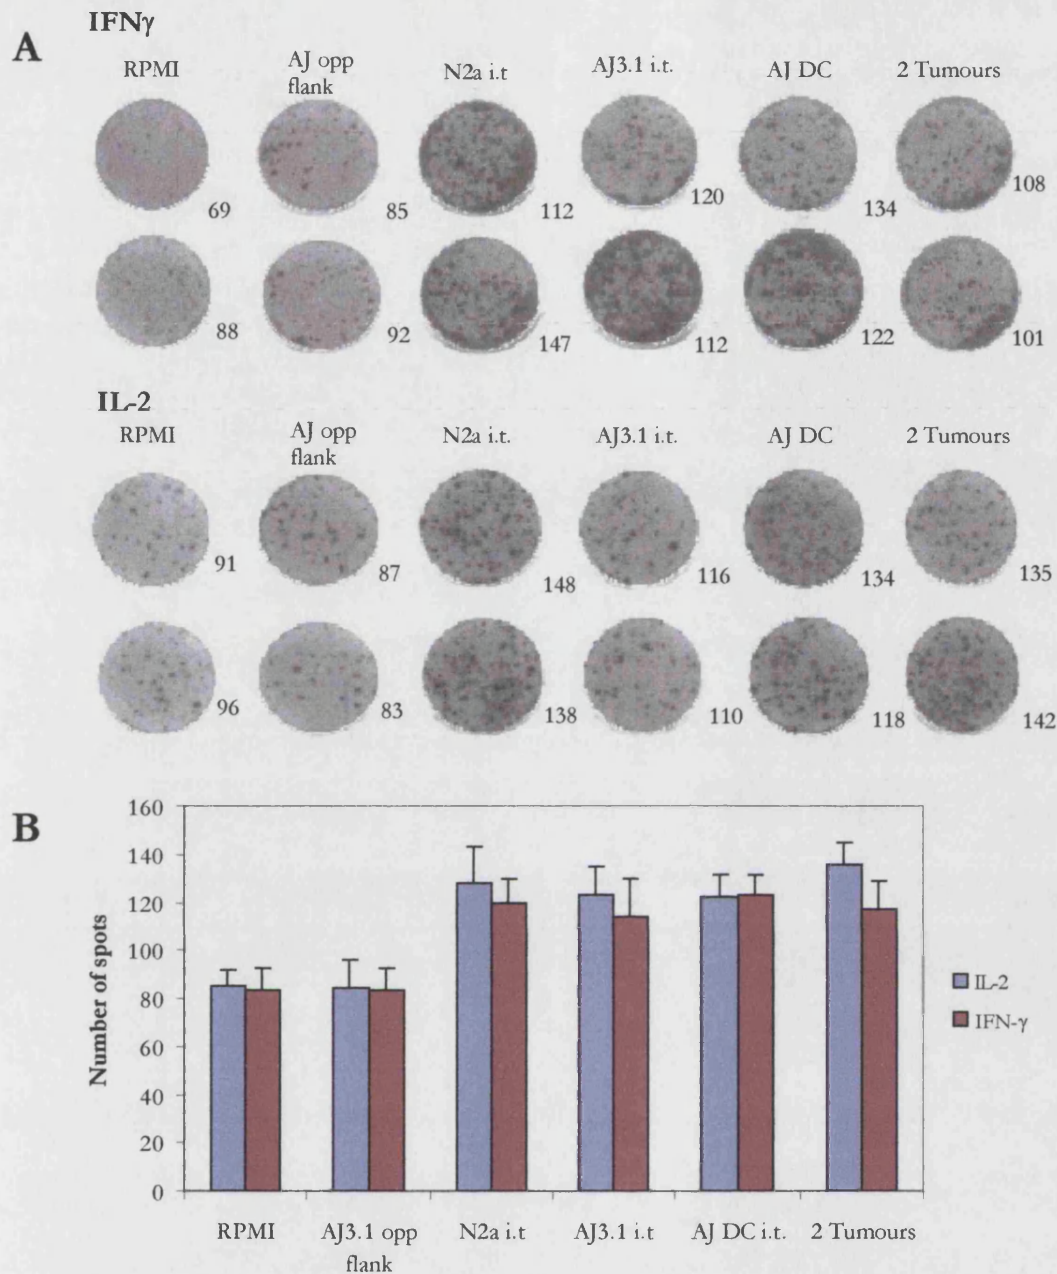 A
IFNγ
RPMI
AJ opp
flank
N2a i.t
AJ3.1 i.t.
AJ DC
2 Tumours
69
85
112
120
134
108
88
92
147
112
122
101
IL-2
RPMI
AJ opp
flank
N2a i.t.
AJ3.1 i.t.
AJ DC
2 Tumours
91
87
148
116
134
135
96
83
138
110
118
142
B
160
140
120
100
80
60
40
20
0
Number of spots
RPMI
AJ3.1 opp
flank
N2a i.t
AJ3.1 i.t
AJ DC i.t.
2 Tumours
IL-2
IFN-γ